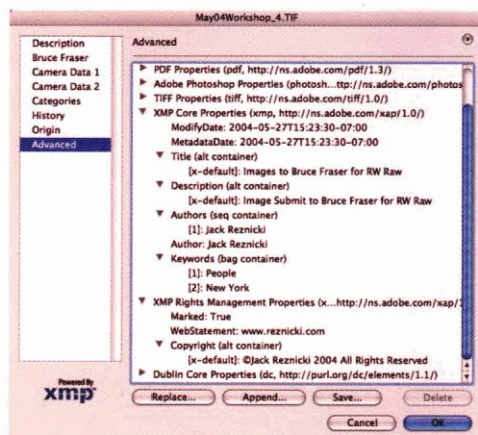 May04Workshop_4.TIF
Description
Bruce Fraser
Camera Data 1
Camera Data 2
Categories
History
Origin
Advanced
Advanced
PDF Properties (pdf, http://ns.adobe.com/pdf/1.3/)
Adobe Photoshop Properties (photosh...ttp://ns.adobe.com/photos
TIFF Properties (tiff, http://ns.adobe.com/tiff/1.0/)
XMP Core Properties (xmp, http://ns.adobe.com/xap/1.0/)
ModifyDate: 2004-05-27T15:23:30-07:00
MetadataDate: 2004-05-27T15:23:30-07:00
Title (alt container)
[x-default]: Images to Bruce Fraser for RW Raw
Description (alt container)
[x-default]: Image Submit to Bruce Fraser for RW Raw
Authors (seq container)
[1]: Jack Reznicki
Author: Jack Reznicki
Keywords (bag container)
[1]: People
[2]: New York
XMP Rights Management Properties (x...http://ns.adobe.com/xap/1
Marked: True
WebStatement: www.reznicki.com
Copyright (alt container)
[x-default]: ©Jack Reznicki 2004 All Rights Reserved
Dublin Core Properties (dc, http://purl.org/dc/elements/1.1/)
Powered By
xmp
Replace...
Append...
Save...
Delete
Cancel
OK